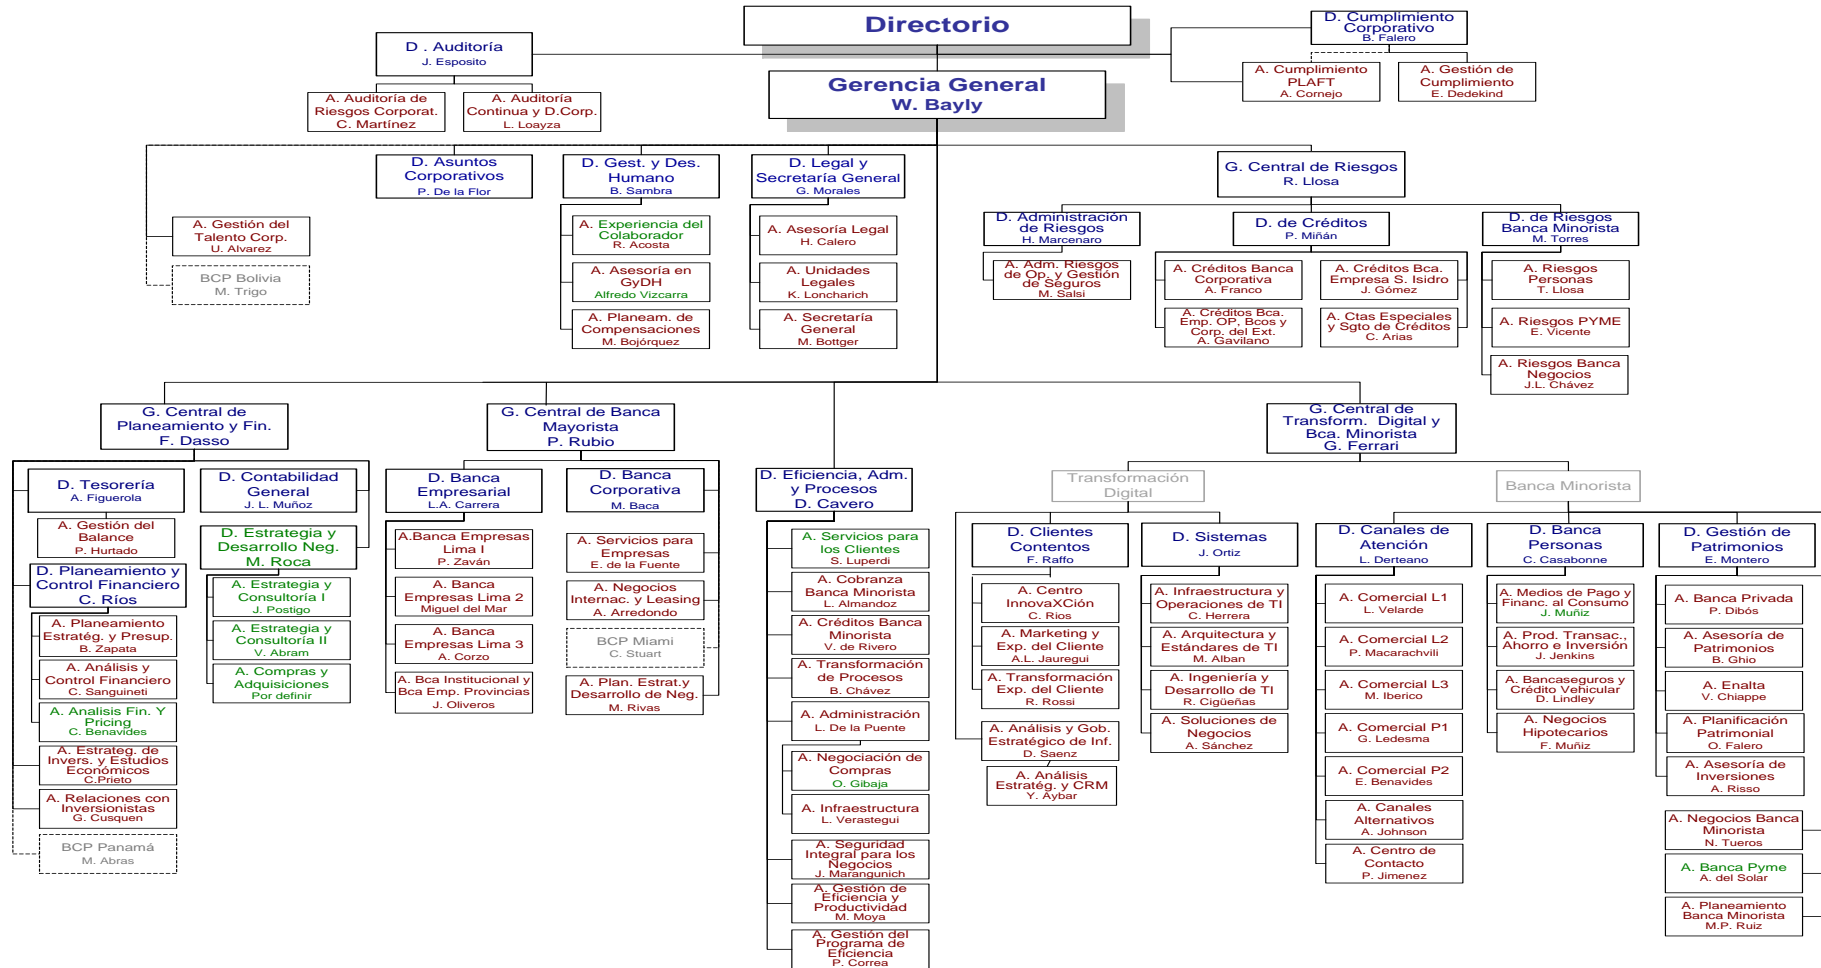 Directorio
D. Cumplimiento
Corporativo
B. Falero
D . Auditoría
J. Esposito
A. Cumplimiento
PLAFT
A. Cornejo
A. Gestión de
Cumplimiento
E. Dedekind
Gerencia General
W. Bayly
A. Auditoría de
Riesgos Corporat.
C. Martínez
A. Auditoría
Continua y D.Corp.
L. Loayza
D. Asuntos
Corporativos
P. De la Flor
D. Gest. y Des.
Humano
B. Sambra
D. Legal y
Secretaría General
G. Morales
G. Central de Riesgos
R. Llosa
A. Gestión del
Talento Corp.
U. Alvarez
BCP Bolivia
M. Trigo
A. Experiencia del
Colaborador
R. Acosta
A. Asesoría en
GyDH
Alfredo Vizcarra
A. Planeam. de
Compensaciones
M. Bojórquez
A. Asesoría Legal
H. Calero
A. Unidades
Legales
K. Loncharich
A. Secretaría
General
M. Bottger
D. Administración
de Riesgos
H. Marcenaro
A. Adm. Riesgos
de Op. y Gestión
de Seguros
M. Salsi
D. de Créditos
P. Miñán
A. Créditos Banca
Corporativa
A. Franco
A. Créditos Bca.
Emp. OP, Bcos y
Corp. del Ext.
A. Gavilano
A. Créditos Bca.
Empresa S. Isidro
J. Gómez
A. Ctas Especiales
y Sgto de Créditos
C. Arias
D. de Riesgos
Banca Minorista
M. Torres
A. Riesgos
Personas
T. Llosa
A. Riesgos PYME
E. Vicente
A. Riesgos Banca
Negocios
J.L. Chávez
G. Central de
Planeamiento y Fin.
F. Dasso
G. Central de Banca
Mayorista
P. Rubio
G. Central de
Transform. Digital y
Bca. Minorista
G. Ferrari
D. Tesorería
A. Figuerola
A. Gestión del
Balance
P. Hurtado
D. Planeamiento y
Control Financiero
C. Ríos
A. Planeamiento
Estratég. y Presup.
B. Zapata
A. Análisis y
Control Financiero
C. Sanguineti
A. Analisis Fin. Y
Pricing
C. Benavides
A. Estrateg. de
Invers. y Estudios
Económicos
C.Prieto
A. Relaciones con
Inversionistas
G. Cusquen
BCP Panamá
M. Abras
D. Contabilidad
General
J. L. Muñoz
D. Estrategia y
Desarrollo Neg.
M. Roca
A. Estrategia y
Consultoría I
J. Postigo
A. Estrategia y
Consultoría II
V. Abram
A. Compras y
Adquisiciones
Por definir
D. Banca
Empresarial
L.A. Carrera
A.Banca Empresas
Lima I
P. Zaván
A. Banca
Empresas Lima 2
Miguel del Mar
A. Banca
Empresas Lima 3
A. Corzo
A. Bca Institucional y
Bca Emp. Provincias
J. Oliveros
D. Banca
Corporativa
M. Baca
A. Servicios para
Empresas
E. de la Fuente
A. Negocios
Internac. y Leasing
A. Arredondo
BCP Miami
C. Stuart
A. Plan. Estrat.y
Desarrollo de Neg.
M. Rivas
D. Eficiencia, Adm.
y Procesos
D. Cavero
A. Servicios para
los Clientes
S. Luperdi
A. Cobranza
Banca Minorista
L. Almandoz
A. Créditos Banca
Minorista
V. de Rivero
A. Transformación
de Procesos
B. Chávez
A. Administración
L. De la Puente
A. Negociación de
Compras
O. Gibaja
A. Infraestructura
L. Verastegui
A. Seguridad
Integral para los
Negocios
J. Marangunich
A. Gestión de
Eficiencia y
Productividad
M. Moya
A. Gestión del
Programa de
Eficiencia
P. Correa
Transformación
Digital
Banca Minorista
D. Clientes
Contentos
F. Raffo
A. Centro
InnovaXCión
C. Rios
A. Marketing y
Exp. del Cliente
A.L. Jauregui
A. Transformación
Exp. del Cliente
R. Rossi
A. Análisis y Gob.
Estratégico de Inf.
D. Saenz
A. Análisis
Estratég. y CRM
Y. Aybar
D. Sistemas
J. Ortiz
A. Infraestructura y
Operaciones de TI
C. Herrera
A. Arquitectura y
Estándares de TI
M. Alban
A. Ingeniería y
Desarrollo de TI
R. Cigüeñas
A. Soluciones de
Negocios
A. Sánchez
D. Canales de
Atención
L. Derteano
A. Comercial L1
L. Velarde
A. Comercial L2
P. Macarachvili
A. Comercial L3
M. Iberico
A. Comercial P1
G. Ledesma
A. Comercial P2
E. Benavides
A. Canales
Alternativos
A. Johnson
A. Centro de
Contacto
P. Jimenez
D. Banca
Personas
C. Casabonne
A. Medios de Pago y
Financ. al Consumo
J. Muñiz
A. Prod. Transac.,
Ahorro e Inversión
J. Jenkins
A. Bancaseguros y
Crédito Vehicular
D. Lindley
A. Negocios
Hipotecarios
F. Muñiz
D. Gestión de
Patrimonios
E. Montero
A. Banca Privada
P. Dibós
A. Asesoría de
Patrimonios
B. Ghio
A. Enalta
V. Chiappe
A. Planificación
Patrimonial
O. Falero
A. Asesoría de
Inversiones
A. Risso
A. Negocios Banca
Minorista
N. Tueros
A. Banca Pyme
A. del Solar
A. Planeamiento
Banca Minorista
M.P. Ruiz